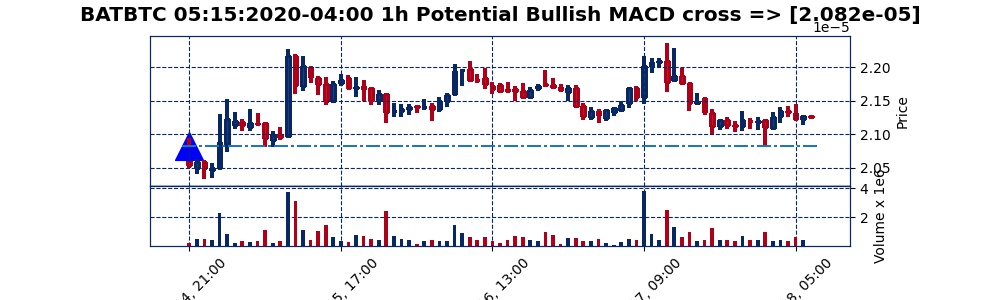 BATBTC 05:15:2020-04:00 1h Potential Bullish MACD cross => [2.082e-05]
1e−5
2.20
2.15
2.10
2.05
Price
4
2
Volume x 1e6
4, 21:00
5, 17:00
6, 13:00
7, 09:00
8, 05:00